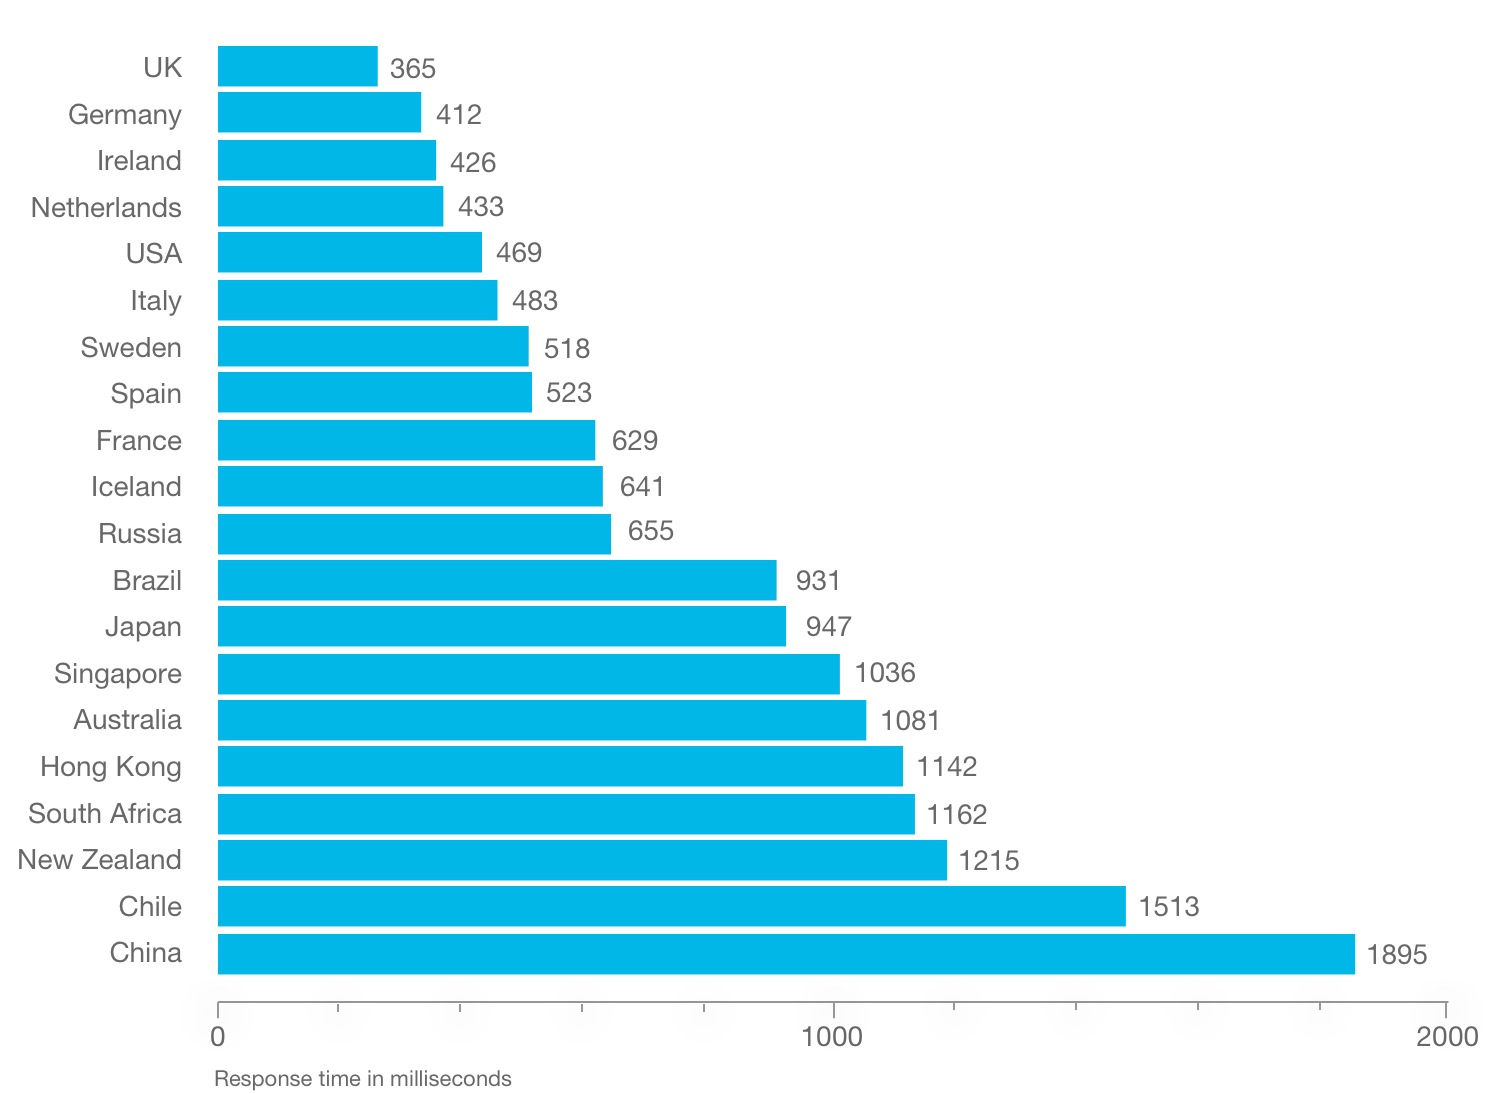 UK 365
Germany 412
Ireland 426
Netherlands 433
USA 469
Italy 483
Sweden 518
Spain 523
France 629
Iceland 641
Russia 655
Brazil 931
Japan 947
Singapore 1036
Australia 1081
Hong Kong 1142
South Africa 1162
New Zealand 1215
Chile 1513
China 1895
0 1000 2000
Response time in milliseconds